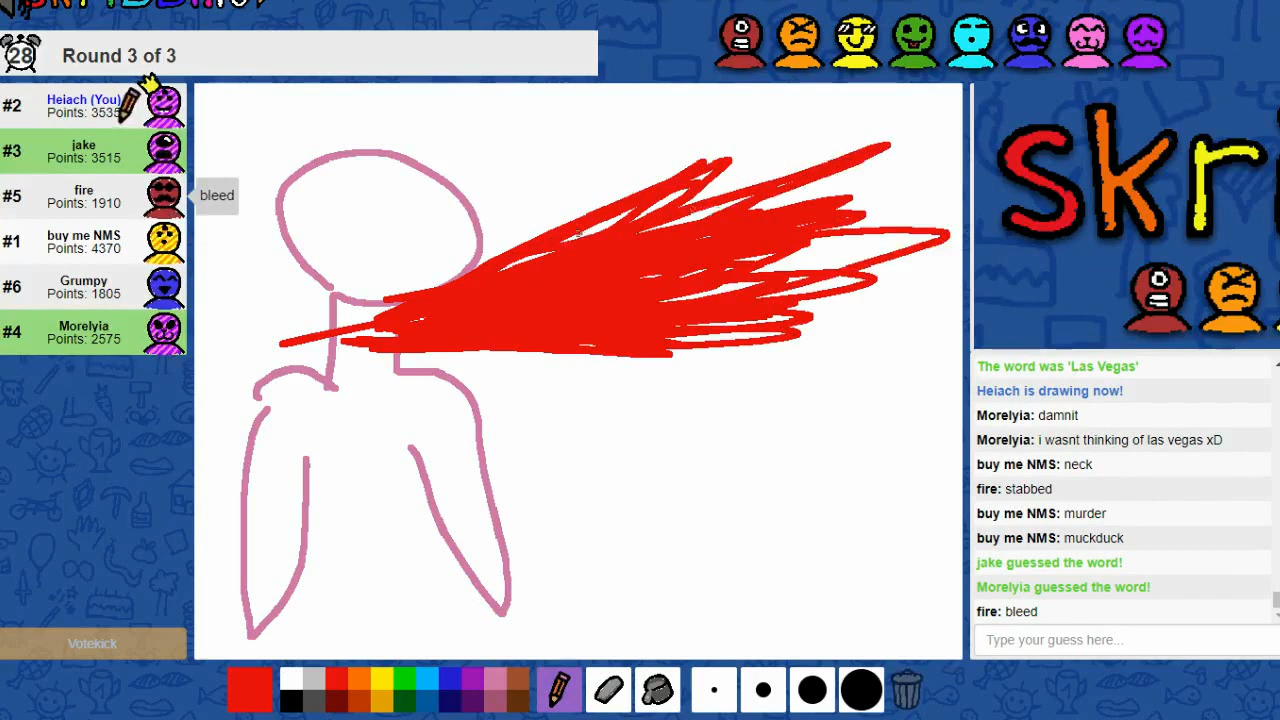 28
Round 3 of 3
#2
Heiach (You)
Points: 3535
#3
jake
Points: 3515
#5
fire
Points: 1910
bleed
#1
buy me NMS
Points: 4370
#6
Grumpy
Points: 1805
#4
Morelyia
Points: 2575
Votekick
skr
The word was 'Las Vegas'
Heiach is drawing now!
Morelyia: damnit
Morelyia: i wasnt thinking of las vegas xD
buy me NMS: neck
fire: stabbed
buy me NMS: murder
buy me NMS: muckduck
jake guessed the word!
Morelyia guessed the word!
fire: bleed
Type your guess here...